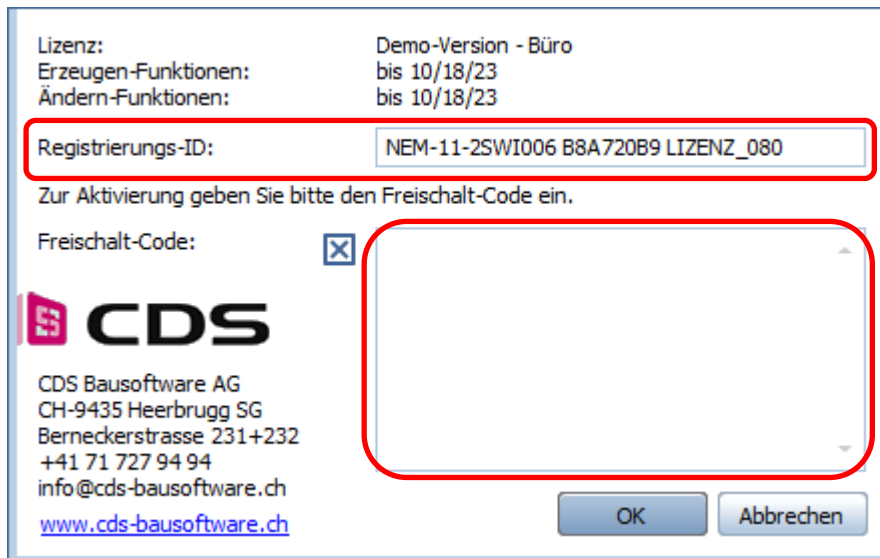 Lizenz: Demo-Version - Büro
Erzeugen-Funktionen: bis 10/18/23
Ändern-Funktionen: bis 10/18/23
Registrierungs-ID: NEM-11-2SWI006 B8A720B9 LIZENZ_080
Zur Aktivierung geben Sie bitte den Freischalt-Code ein.
Freischalt-Code:
CDS
CDS Bausoftware AG
CH-9435 Heerbrugg SG
Berneckerstrasse 231+232
+41 71 727 94 94
info@cds-bausoftware.ch
www.cds-bausoftware.ch
OK Abbrechen